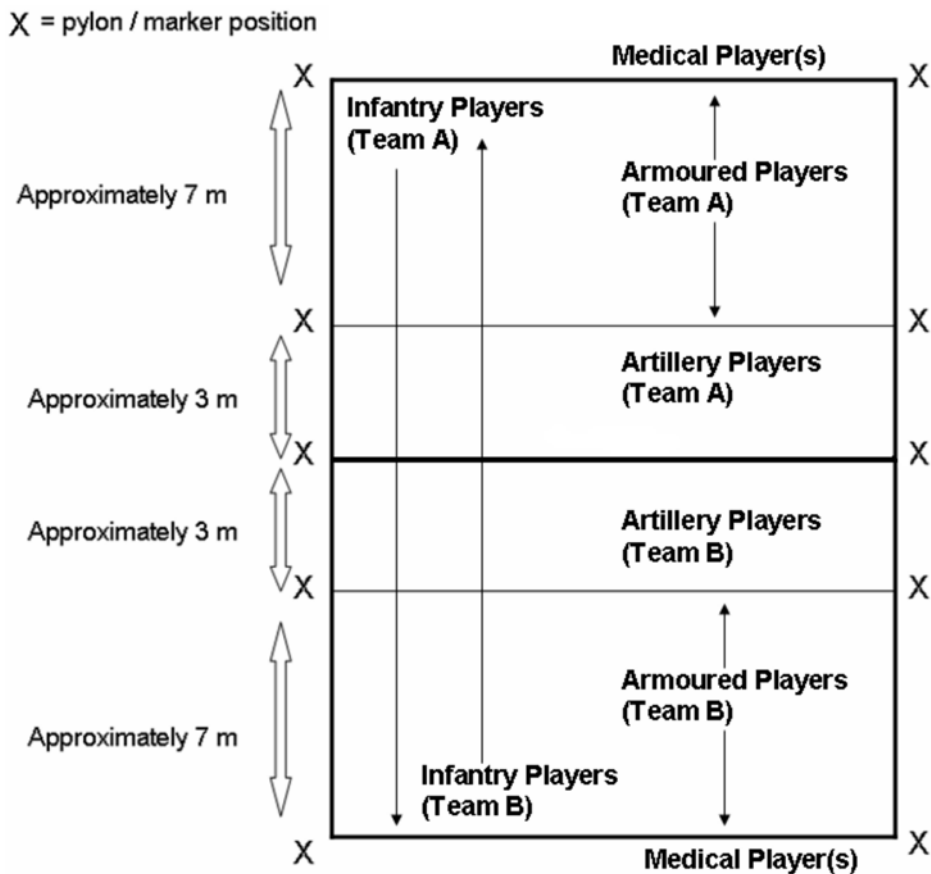 X = pylon / marker position
Medical Player(s)
X
X
Infantry Players
(Team A)
Approximately 7 m
Armoured Players
(Team A)
X
X
Artillery Players
(Team A)
Approximately 3 m
X
X
Artillery Players
(Team B)
Approximately 3 m
X
X
Armoured Players
(Team B)
Approximately 7 m
Infantry Players
(Team B)
X
X
Medical Player(s)